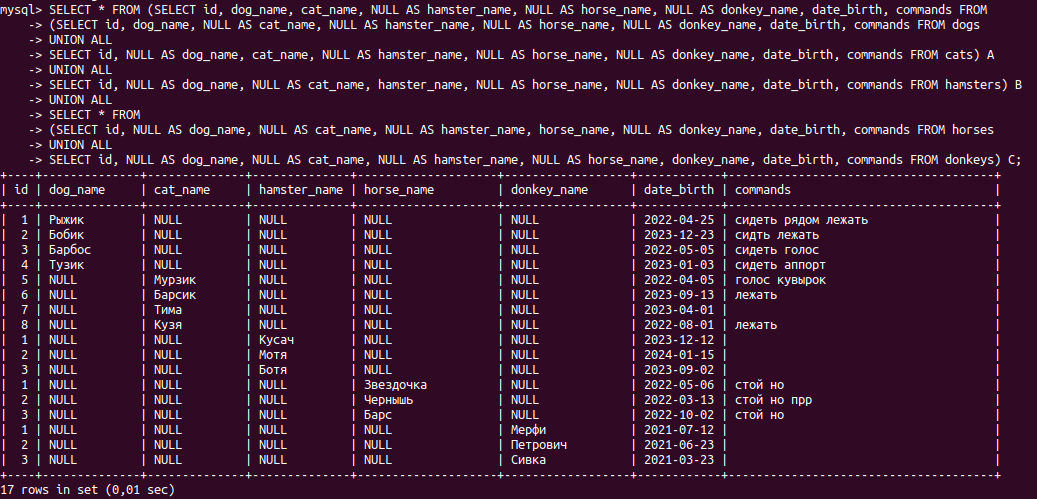 mysql> SELECT * FROM (SELECT id, dog_name, cat_name, NULL AS hamster_name, NULL AS horse_name, NULL AS donkey_name, date_birth, commands FROM
    -> (SELECT id, dog_name, NULL AS cat_name, NULL AS hamster_name, NULL AS horse_name, NULL AS donkey_name, date_birth, commands FROM dogs
    -> UNION ALL
    -> SELECT id, NULL AS dog_name, cat_name, NULL AS hamster_name, NULL AS horse_name, NULL AS donkey_name, date_birth, commands FROM cats) A
    -> UNION ALL
    -> SELECT id, NULL AS dog_name, NULL AS cat_name, hamster_name, NULL AS horse_name, NULL AS donkey_name, date_birth, commands FROM hamsters) B
    -> UNION ALL
    -> SELECT * FROM
    -> (SELECT id, NULL AS dog_name, NULL AS cat_name, NULL AS hamster_name, horse_name, NULL AS donkey_name, date_birth, commands FROM horses
    -> UNION ALL
    -> SELECT id, NULL AS dog_name, NULL AS cat_name, NULL AS hamster_name, NULL AS horse_name, donkey_name, date_birth, commands FROM donkeys) C;
+----+--------------+-------------+--------------+--------------------+-----------------+------------+-------------------------------------+
| id | dog_name     | cat_name    | hamster_name | horse_name         | donkey_name     | date_birth | commands                            |
+----+--------------+-------------+--------------+--------------------+-----------------+------------+-------------------------------------+
|  1 | Рыжик        | NULL        | NULL         | NULL               | NULL            | 2022-04-25 | сидеть рядом лежать                 |
|  2 | Бобик        | NULL        | NULL         | NULL               | NULL            | 2023-12-23 | сидть лежать                        |
|  3 | Барбос       | NULL        | NULL         | NULL               | NULL            | 2022-05-05 | сидеть голос                        |
|  4 | Тузик        | NULL        | NULL         | NULL               | NULL            | 2023-01-03 | сидеть аппорт                       |
|  5 | NULL         | Мурзик      | NULL         | NULL               | NULL            | 2022-04-05 | голос кувырок                       |
|  6 | NULL         | Барсик      | NULL         | NULL               | NULL            | 2023-09-13 | лежать                              |
|  7 | NULL         | Тима        | NULL         | NULL               | NULL            | 2023-04-01 |                                     |
|  8 | NULL         | Кузя        | NULL         | NULL               | NULL            | 2022-08-01 | лежать                              |
|  1 | NULL         | NULL        | Кусач        | NULL               | NULL            | 2023-12-12 |                                     |
|  2 | NULL         | NULL        | Мотя         | NULL               | NULL            | 2024-01-15 |                                     |
|  3 | NULL         | NULL        | Ботя         | NULL               | NULL            | 2023-09-02 |                                     |
|  1 | NULL         | NULL        | NULL         | Звездочка          | NULL            | 2022-05-06 | стой но                             |
|  2 | NULL         | NULL        | NULL         | Чернышь            | NULL            | 2022-03-13 | стой но прр                         |
|  3 | NULL         | NULL        | NULL         | Барс               | NULL            | 2022-10-02 | стой но                             |
|  1 | NULL         | NULL        | NULL         | NULL               | Мерфи           | 2021-07-12 |                                     |
|  2 | NULL         | NULL        | NULL         | NULL               | Петрович        | 2021-06-23 |                                     |
|  3 | NULL         | NULL        | NULL         | NULL               | Сивка           | 2021-03-23 |                                     |
+----+--------------+-------------+--------------+--------------------+-----------------+------------+-------------------------------------+
17 rows in set (0,01 sec)